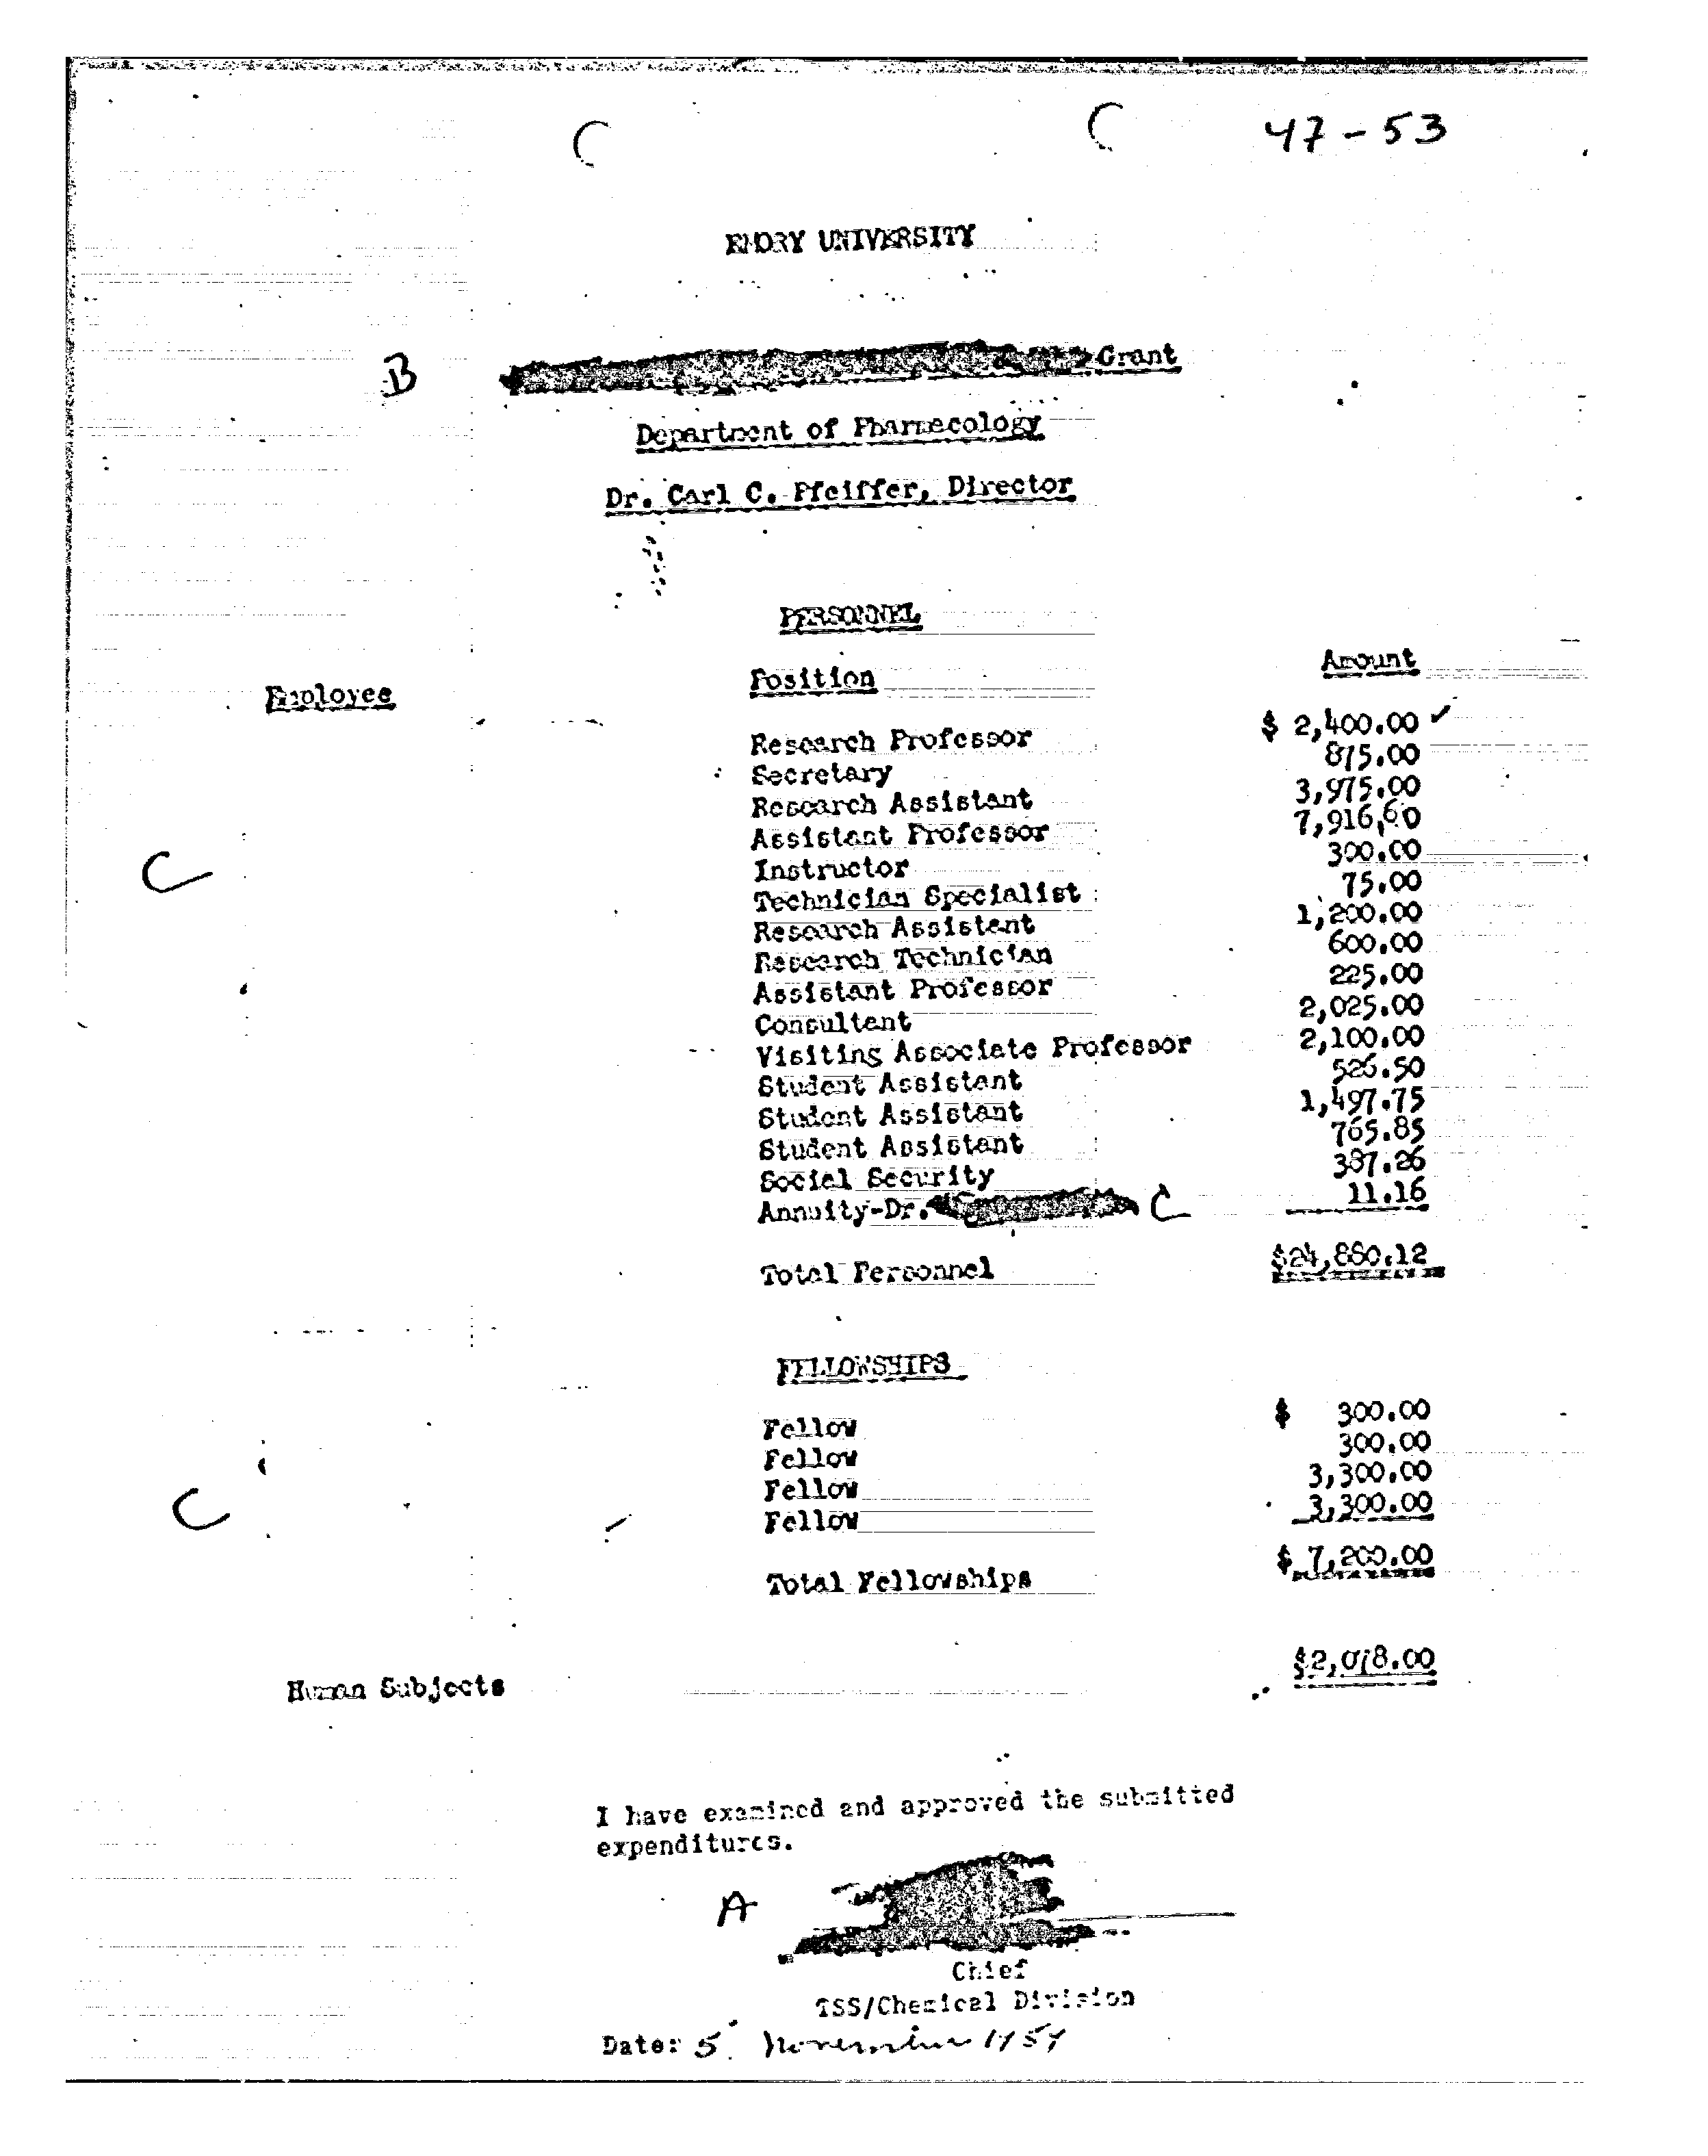 47-53
EMORY UNIVERSITY
B Grant
Department of Pharmacology
Dr. Carl C. Pfeiffer, Director
PERSONNEL
Employee Position Amount
Research Professor $ 2,400.00 ✓
Secretary 875.00
Research Assistant 3,975.00
Assistant Professor 7,916.60
Instructor 300.00
C
Technician Specialist 75.00
Research Assistant 1,200.00
Research Technician 600.00
Assistant Professor 225.00
Consultant 2,025.00
Visiting Associate Professor 2,100.00
Student Assistant 526.50
Student Assistant 1,497.75
Student Assistant 765.85
Social Security 387.26
Annuity-Dr. C 11.16
Total Personnel $24,880.12
FELLOWSHIPS
Fellow $ 300.00
Fellow 300.00
Fellow 3,300.00
C
Fellow 3,300.00
Total Fellowships $ 7,200.00
Human Subjects $2,078.00
I have examined and approved the submitted
expenditures.
A
Chief
TSS/Chemical Division
Date: 5 November 1959